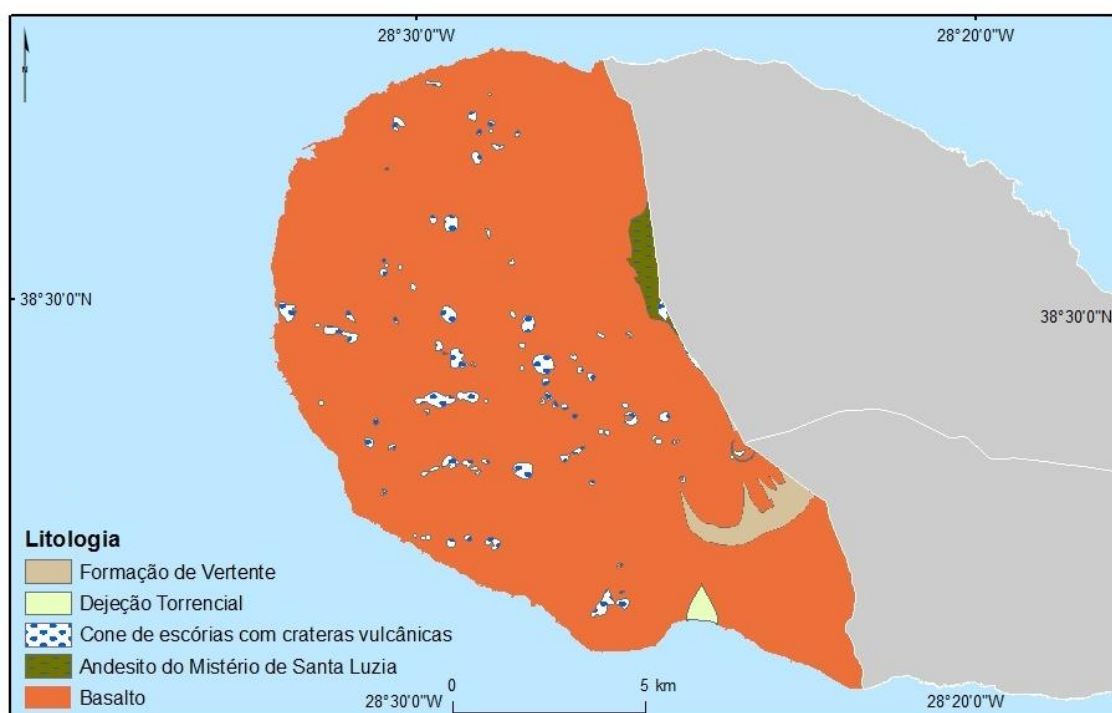 28°30'0"W
28°20'0"W
N
38°30'0"N
38°30'0"N
Litologia
Formação de Vertente
Dejeção Torrencial
Cone de escórias com crateras vulcânicas
Andesito do Mistério de Santa Luzia
Basalto
28°30'0"W
0
5 km
28°20'0"W